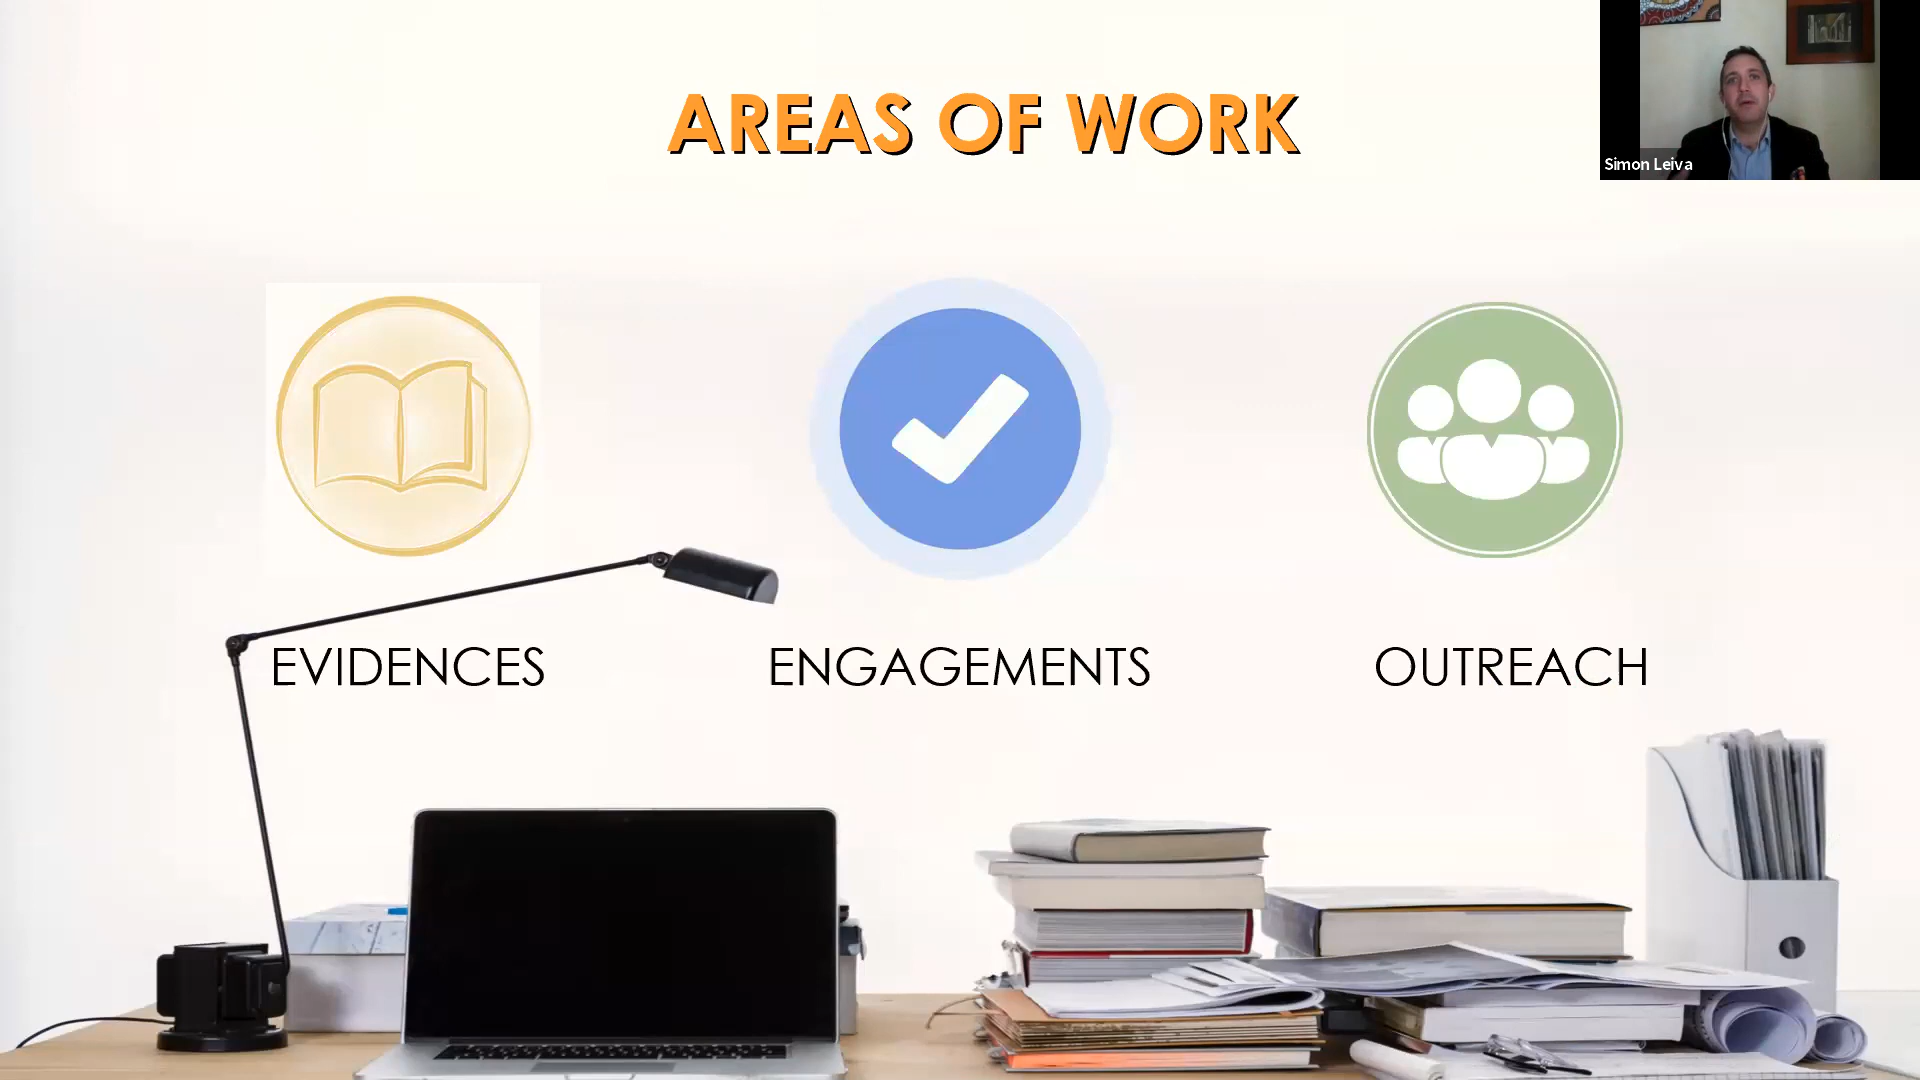 AREAS OF WORK
Simon Leiva
EVIDENCES
ENGAGEMENTS
OUTREACH